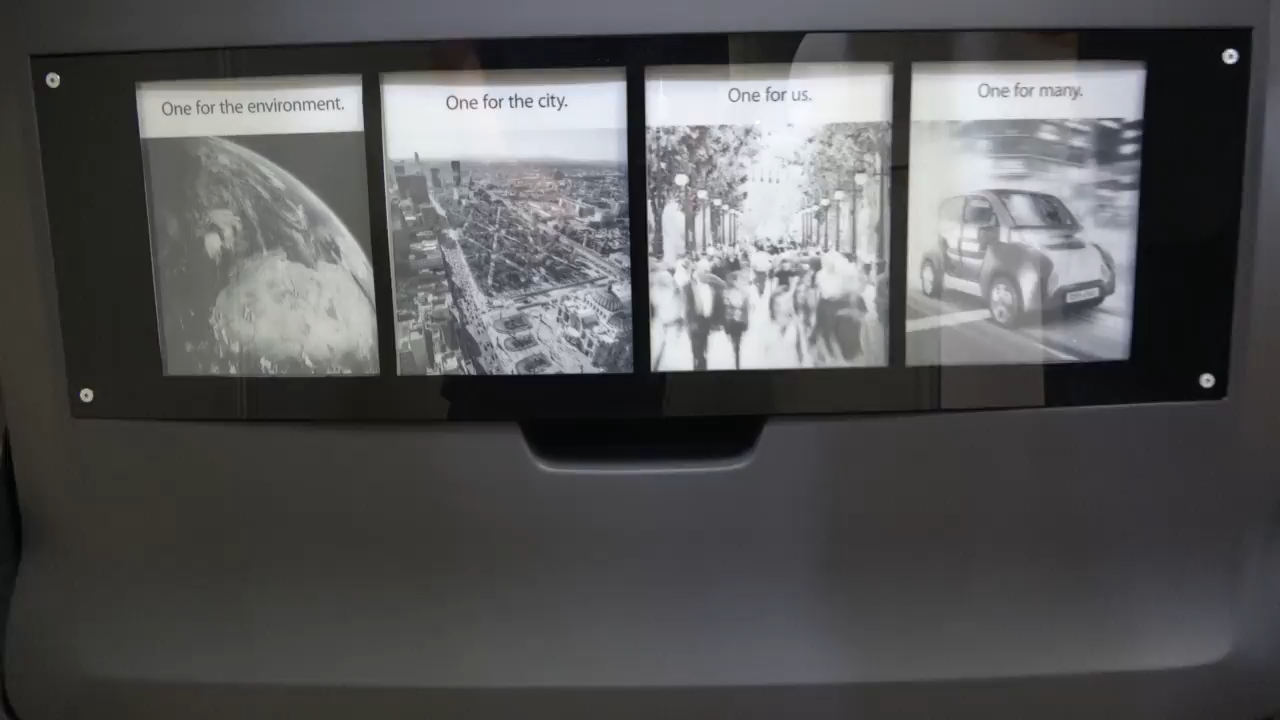 One for the environment.
One for the city.
One for us.
One for many.